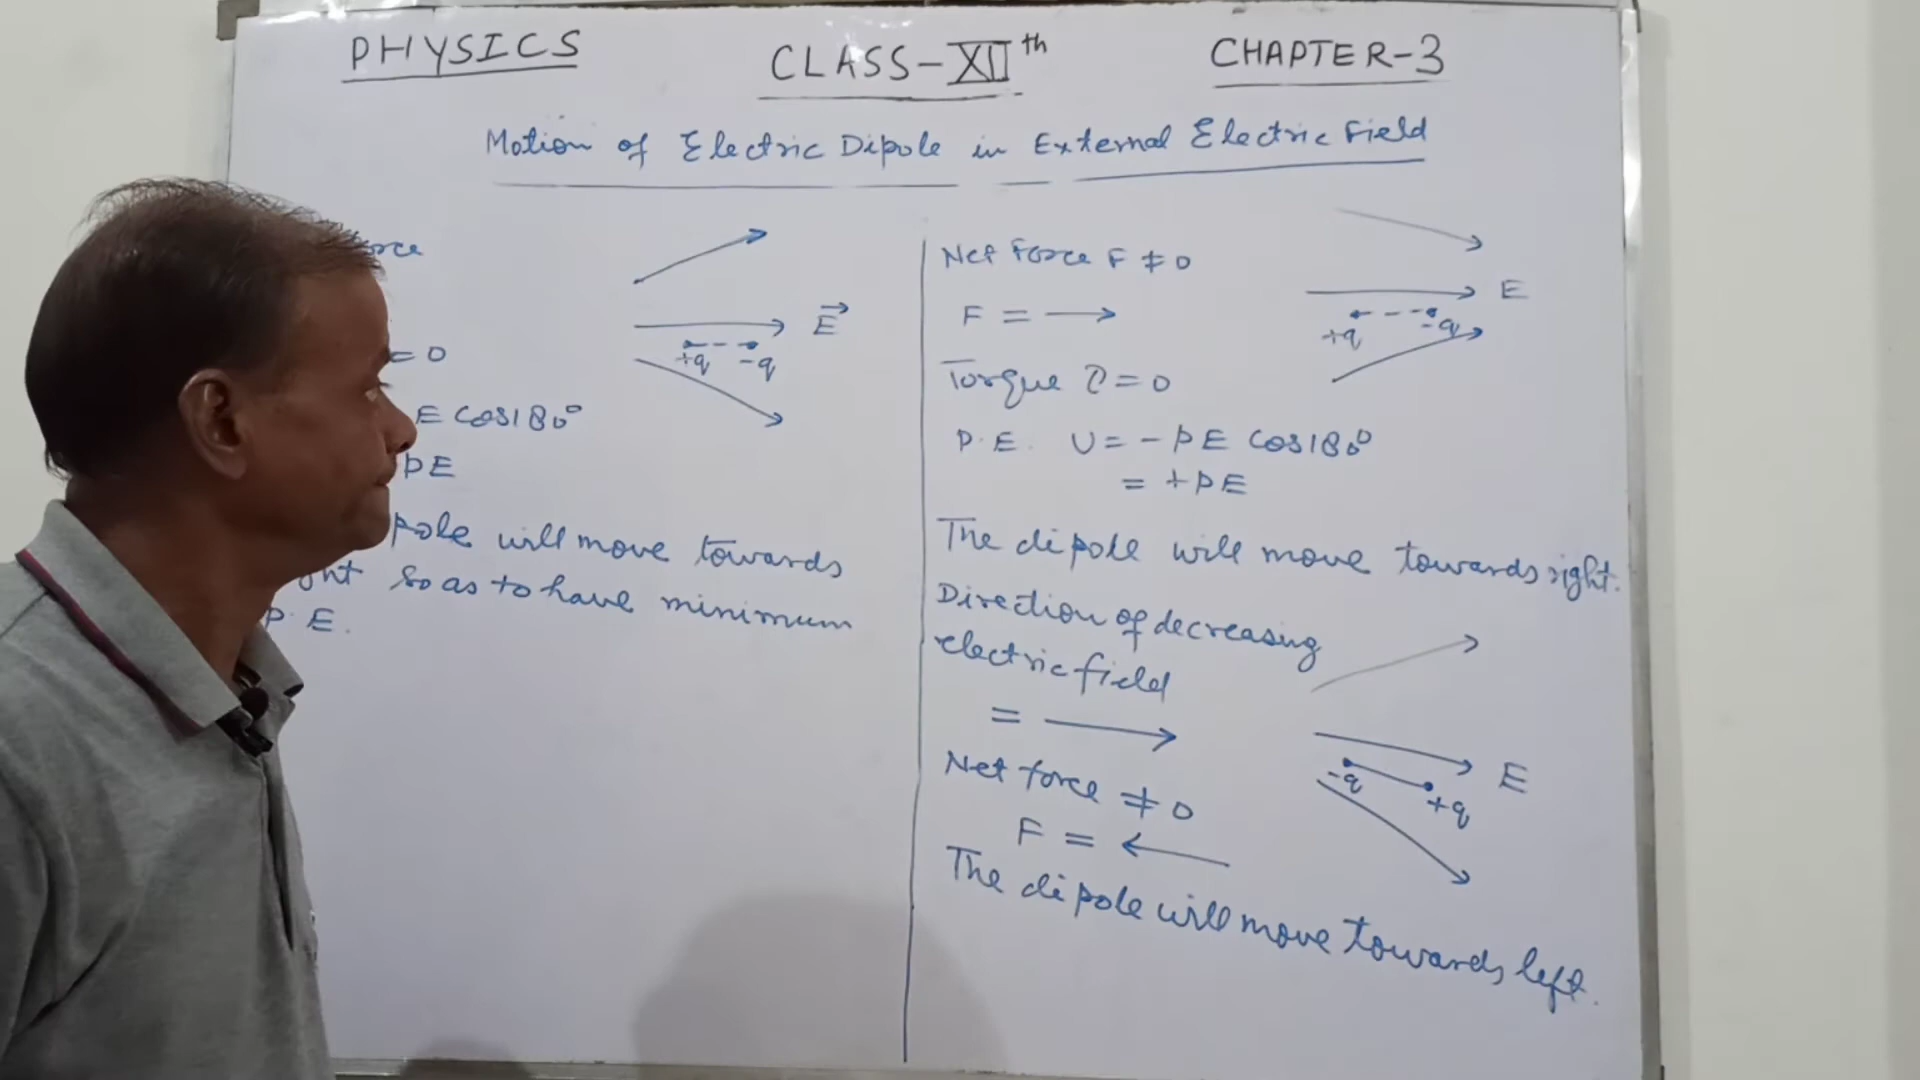 PHYSICS CLASS-XII th CHAPTER-3
Motion of Electric Dipole in External Electric Field
E
+q -q
= 0
E Cos180°
PE
pole will move towards
so as to have minimum
P.E.
Net Force F ≠ 0
F = →
E
+q -q
Torque τ = 0
P.E. U = - PE Cos180°
= + PE
The dipole will move towards right.
Direction of decreasing
electric field
= →
E
-q +q
Net force ≠ 0
F = ←
The dipole will move towards left.